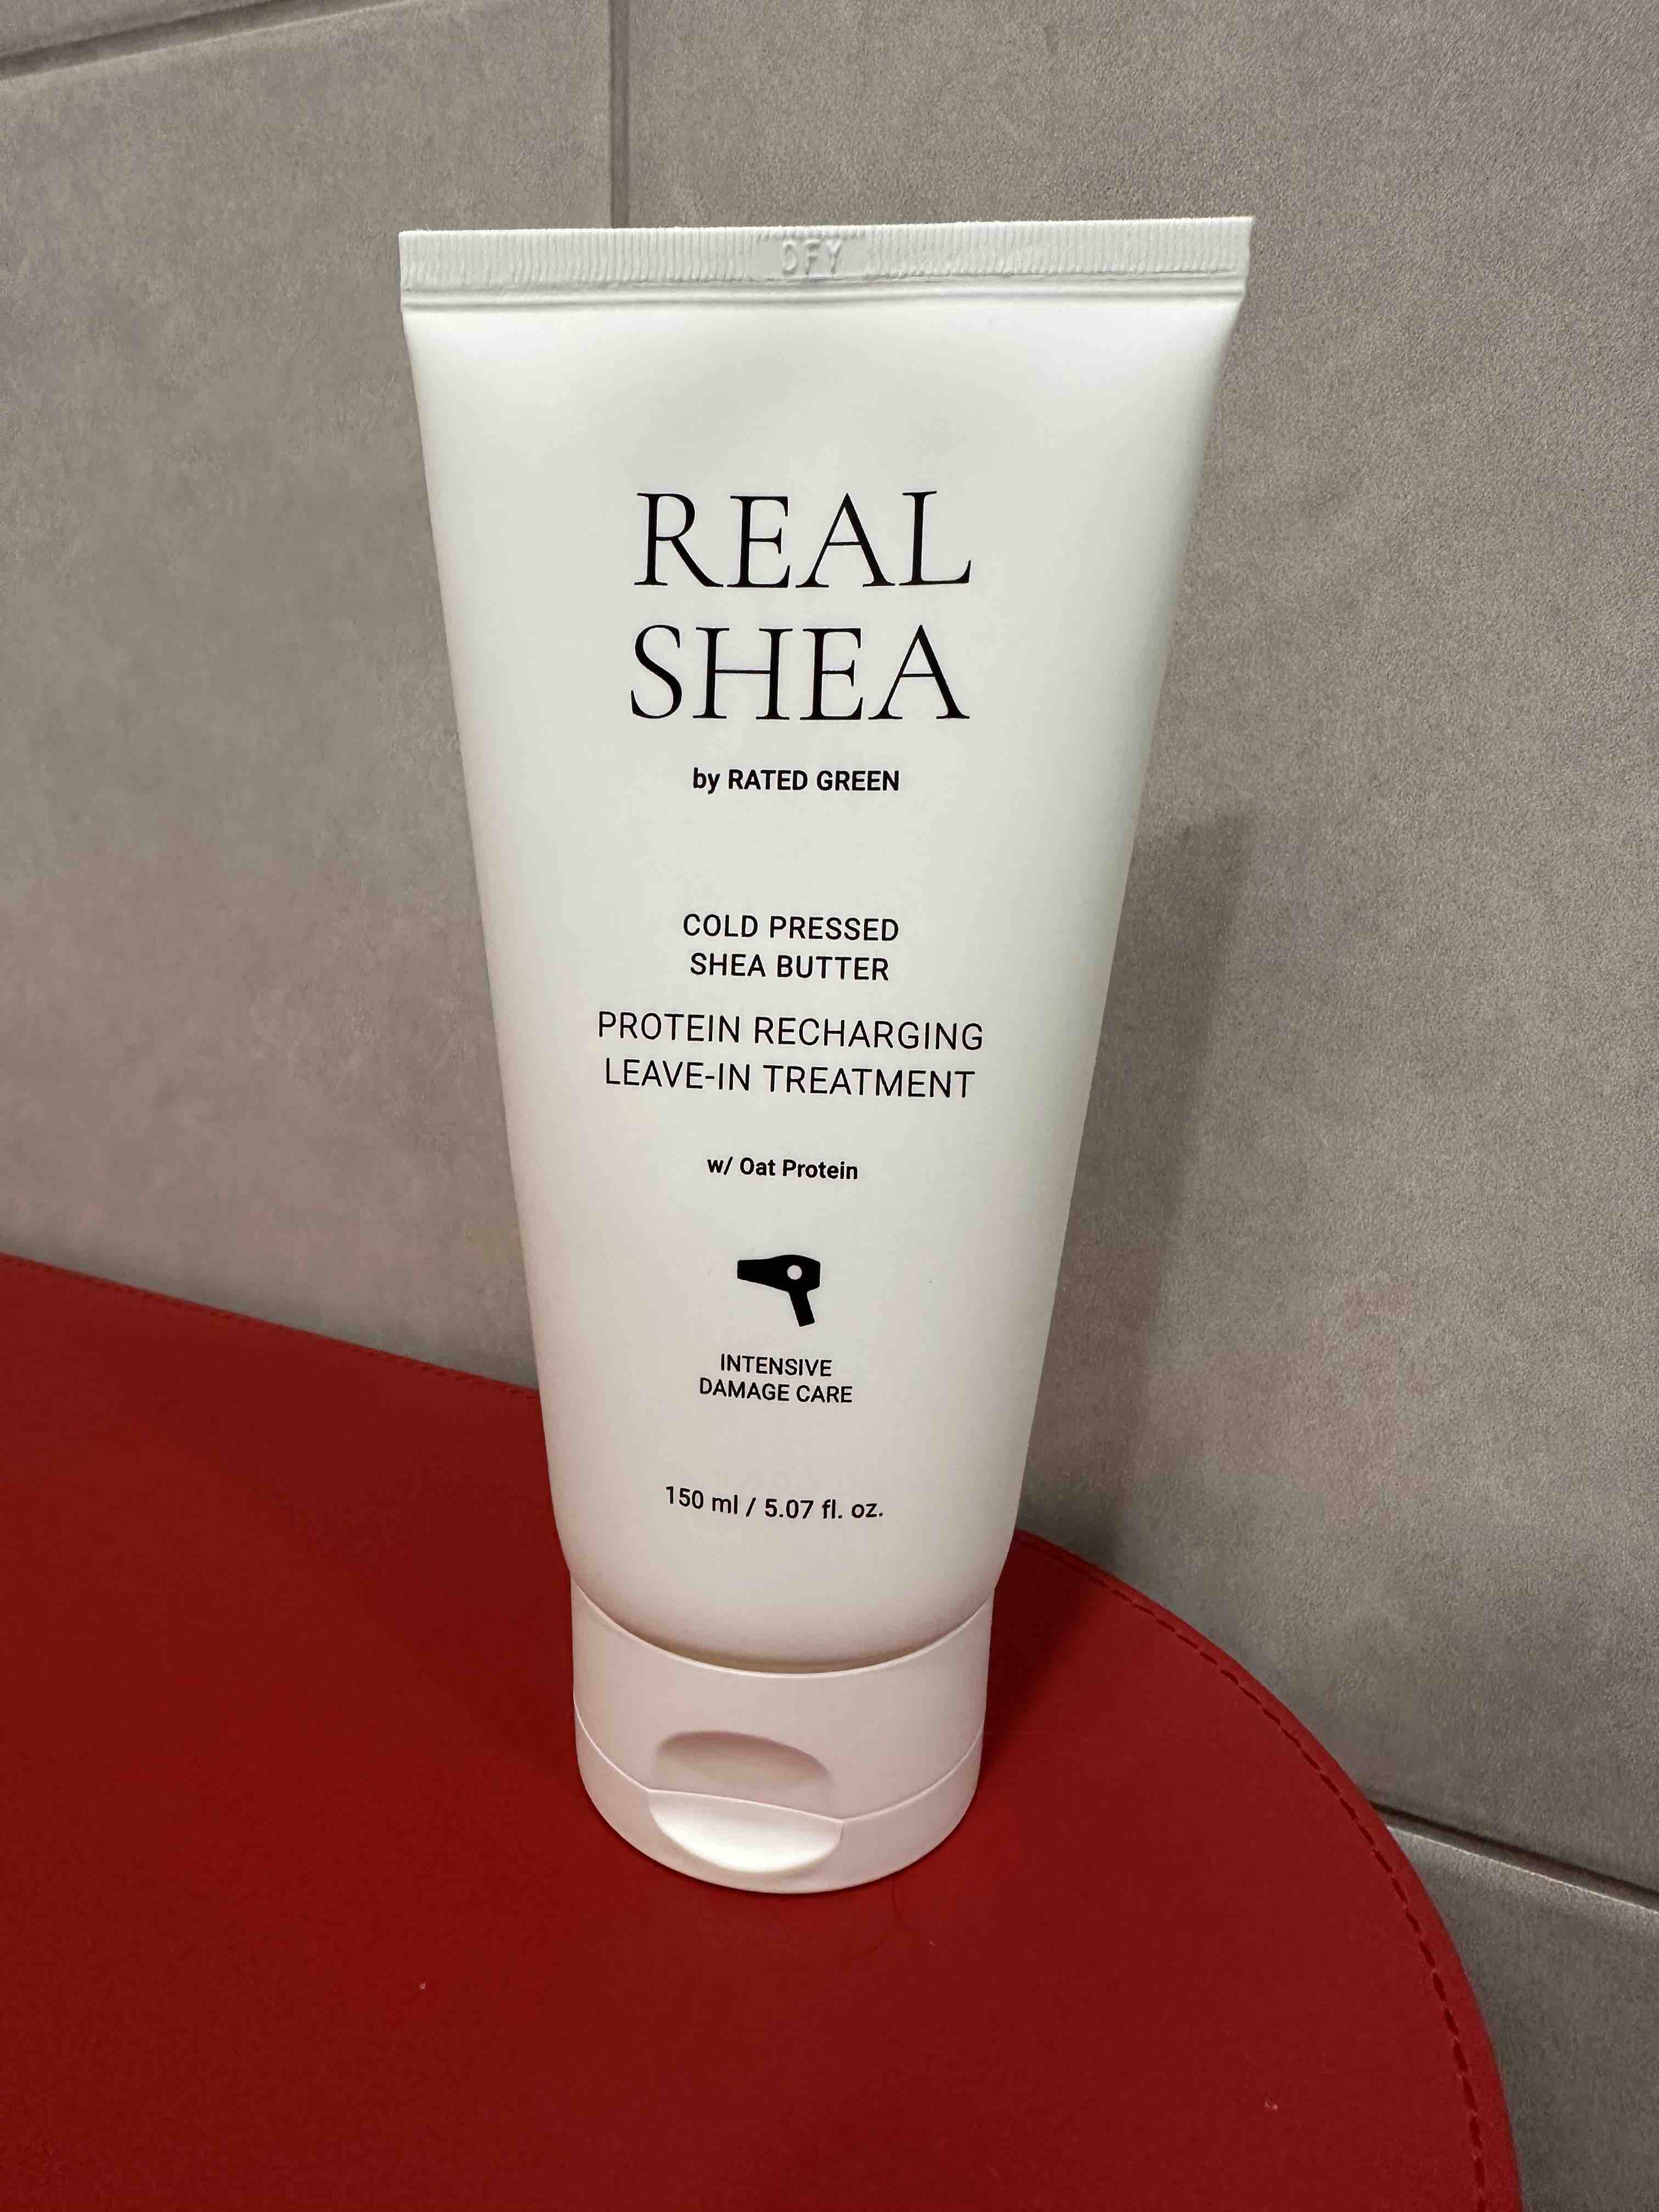 DFY
REAL
SHEA
by RATED GREEN
COLD PRESSED
SHEA BUTTER
PROTEIN RECHARGING
LEAVE-IN TREATMENT
w/ Oat Protein
INTENSIVE
DAMAGE CARE
150 ml / 5.07 fl. oz.